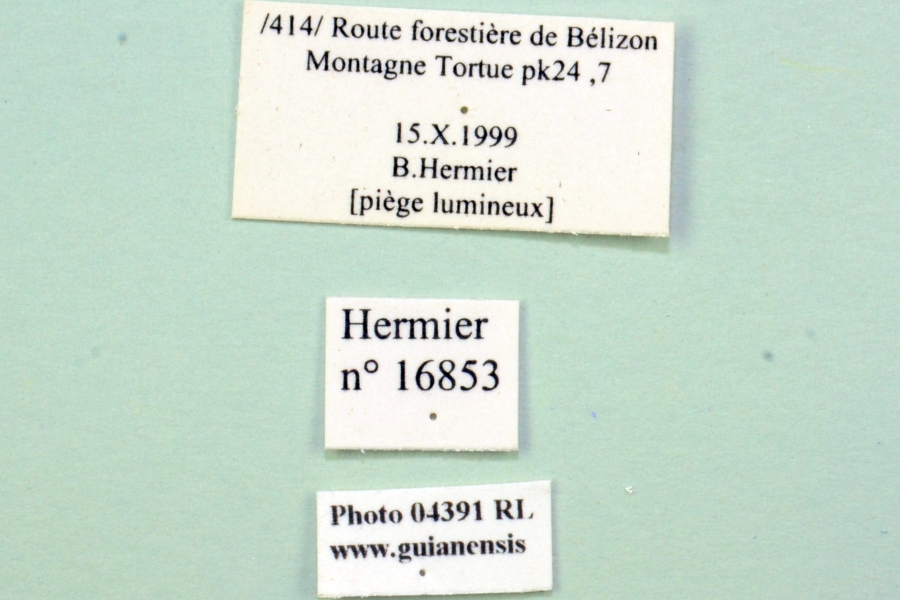 /414/ Route forestière de Bélizon
Montagne Tortue pk24 ,7
15.X.1999
B.Hermier
[piège lumineux]
Hermier
n° 16853
Photo 04391 RL
www.guianensis